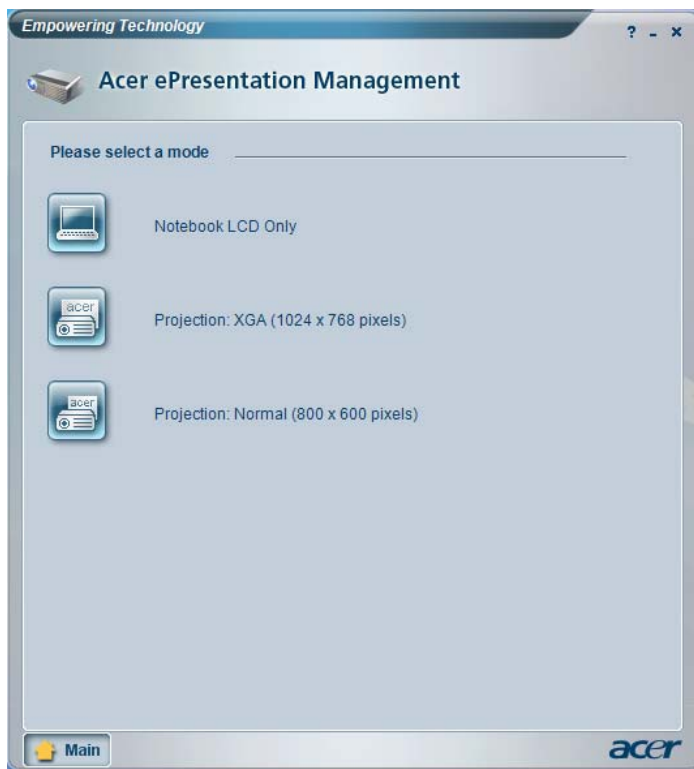 Empowering Technology
? - ×
Acer ePresentation Management
Please select a mode
Notebook LCD Only
acer
Projection: XGA (1024 x 768 pixels)
acer
Projection: Normal (800 x 600 pixels)
Main
acer